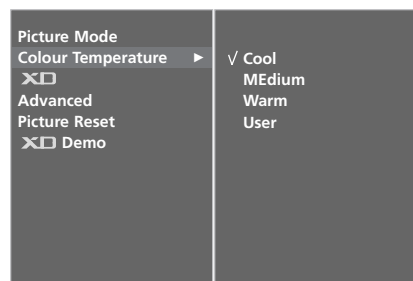 Picture Mode
Colour Temperature ►
XD
Advanced
Picture Reset
XD Demo
√ Cool
MEdium
Warm
User